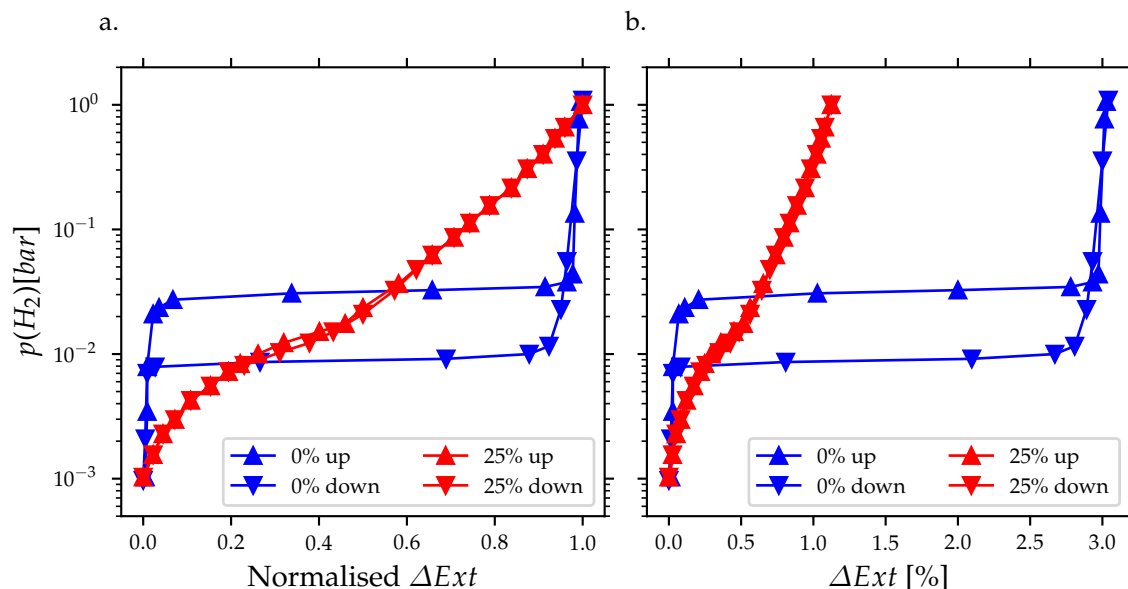 a.
b.
p(H₂)[bar]
10⁰
10⁻¹
10⁻²
10⁻³
0% up
0% down
25% up
25% down
0.0 0.2 0.4 0.6 0.8 1.0
Normalised ΔExt
0% up
0% down
25% up
25% down
0.0 0.5 1.0 1.5 2.0 2.5 3.0
ΔExt [%]